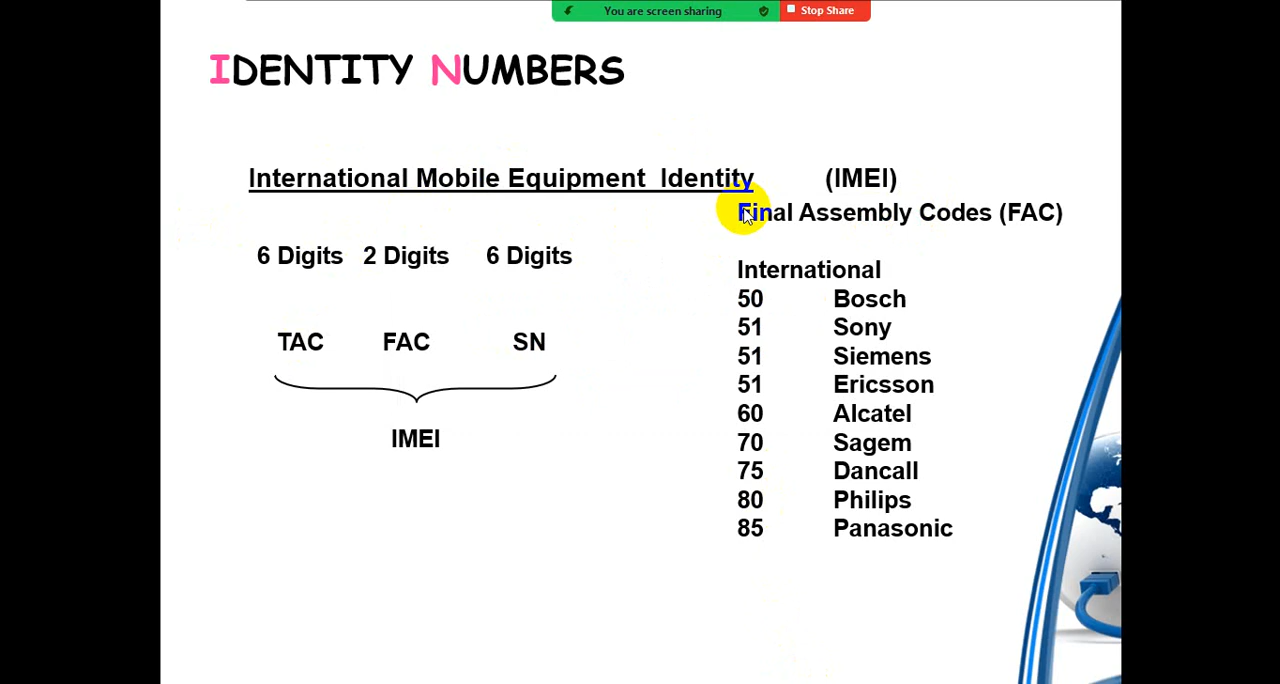 You are screen sharing
Stop Share
IDENTITY NUMBERS
International Mobile Equipment Identity (IMEI)
Final Assembly Codes (FAC)
6 Digits 2 Digits 6 Digits
TAC FAC SN
IMEI
International
50 Bosch
51 Sony
51 Siemens
51 Ericsson
60 Alcatel
70 Sagem
75 Dancall
80 Philips
85 Panasonic